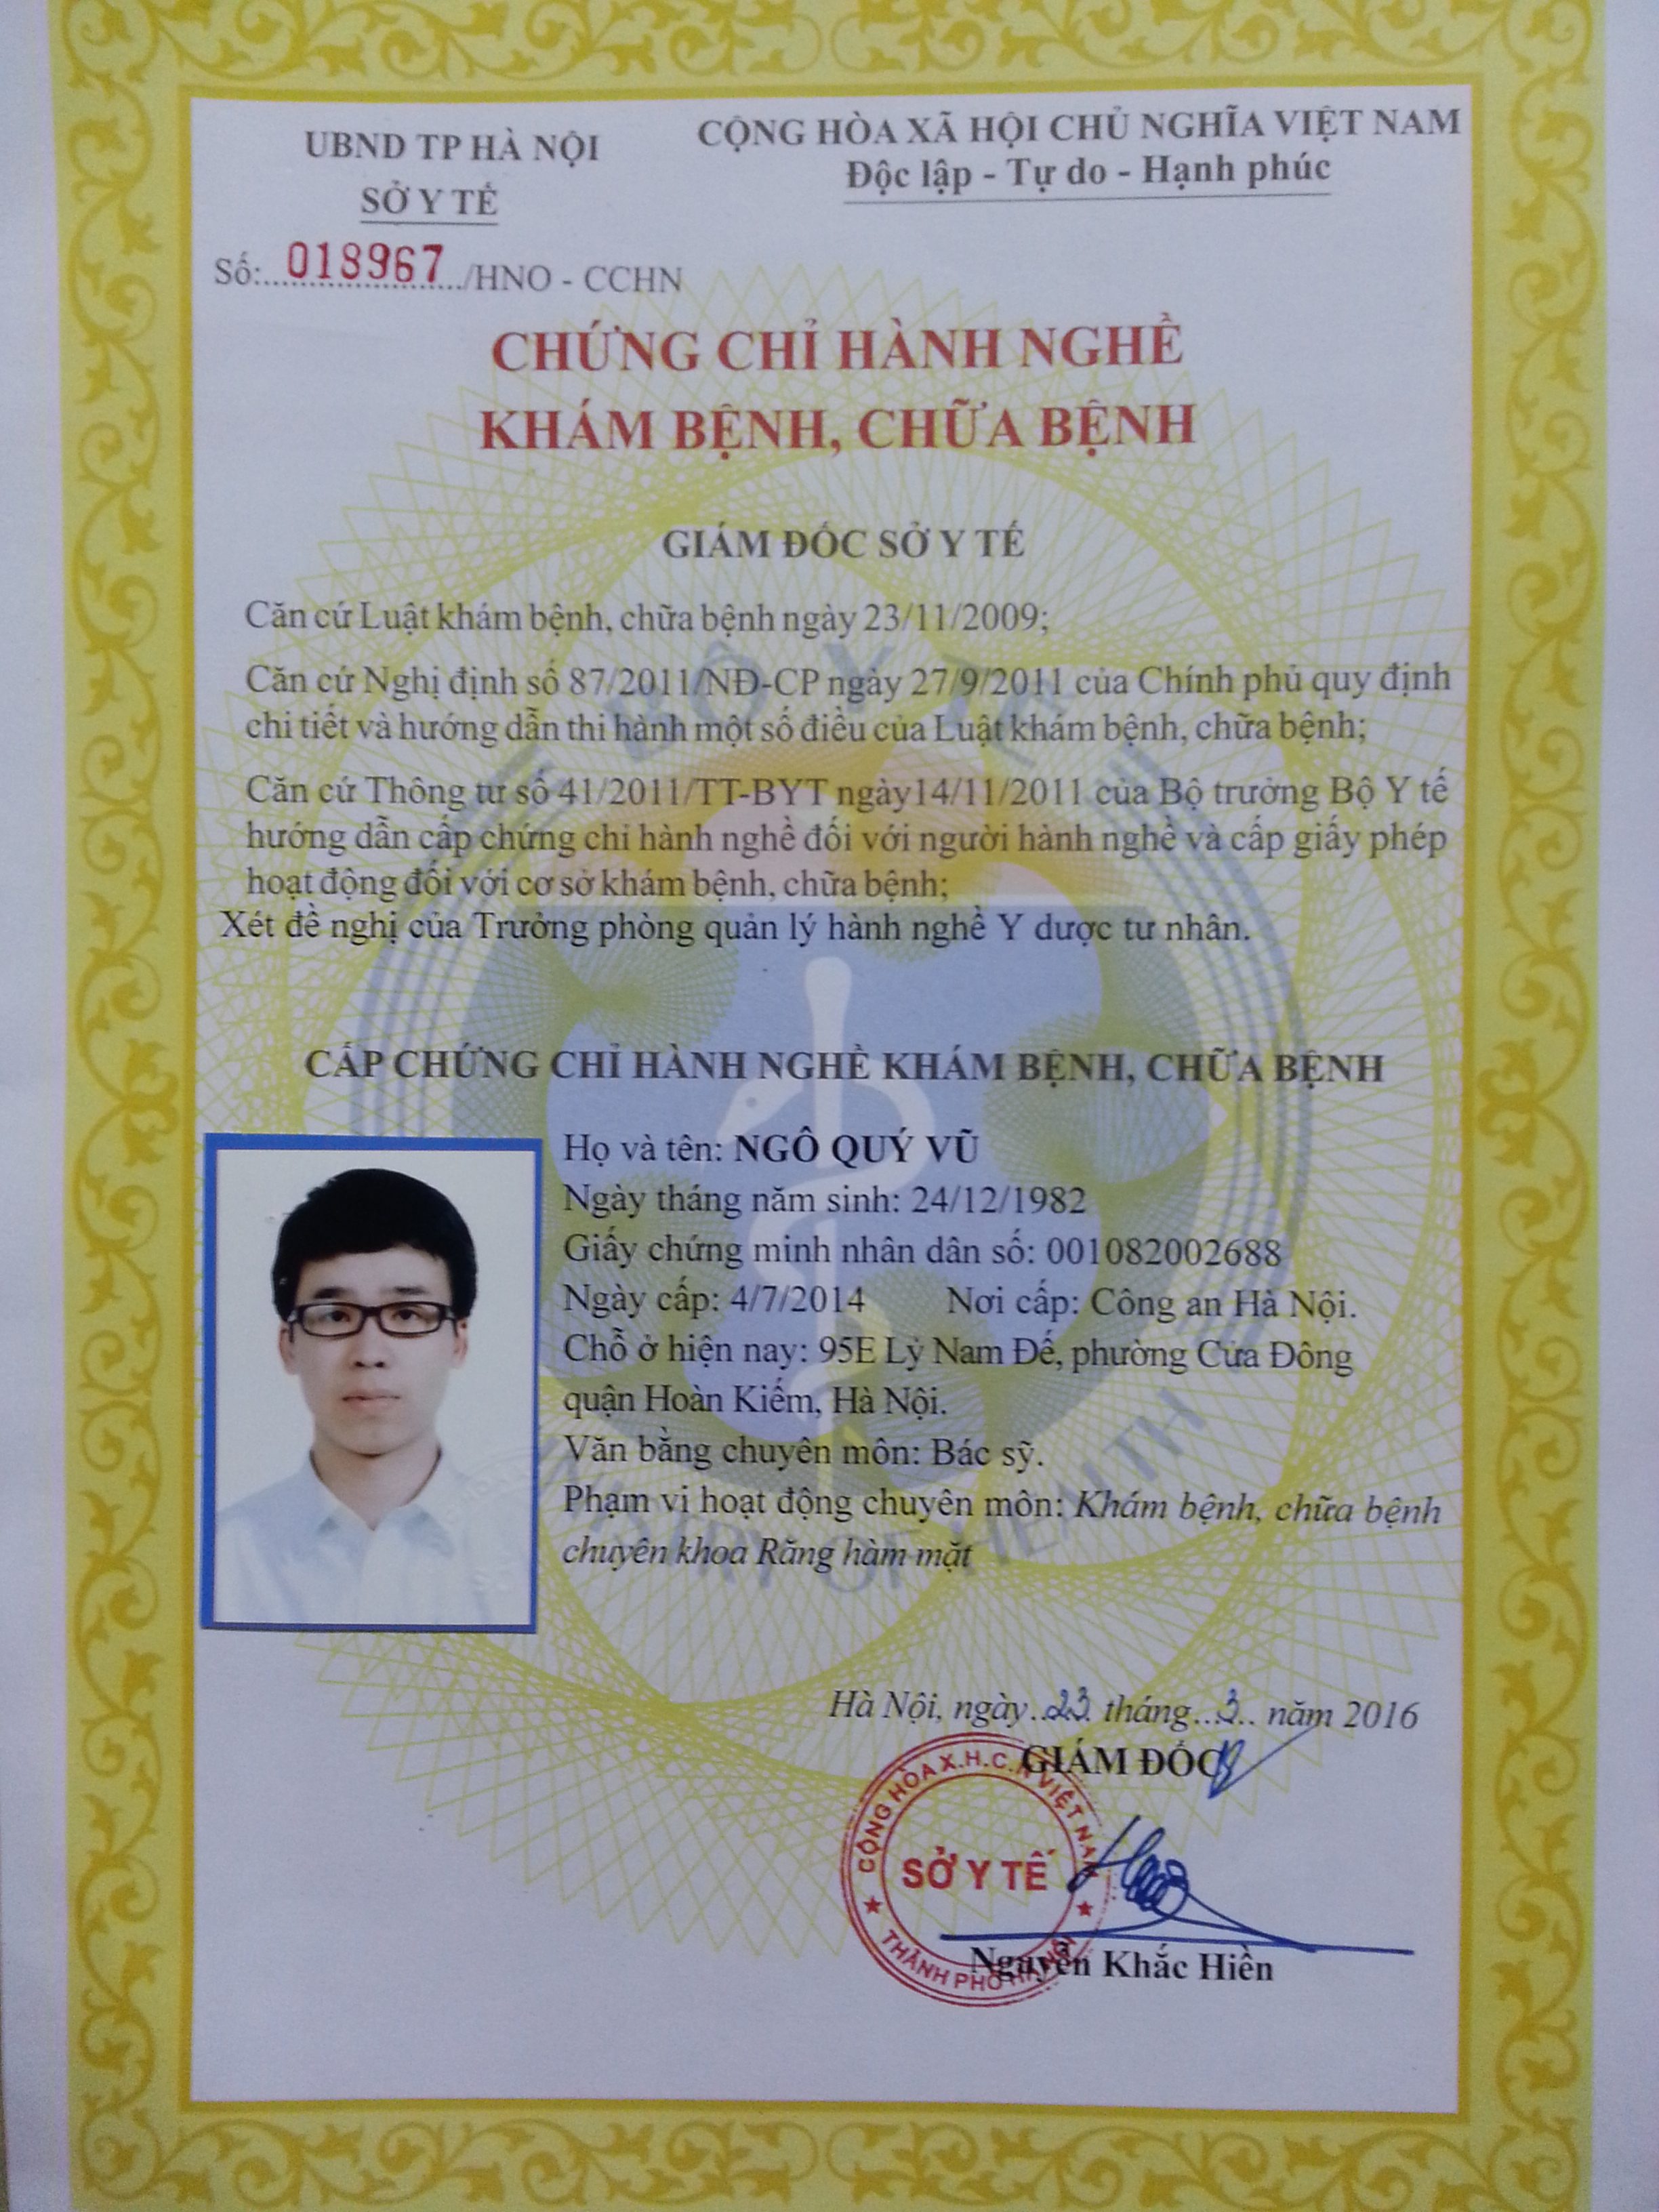 UBND TP HÀ NỘI
SỞ Y TẾ
CỘNG HÒA XÃ HỘI CHỦ NGHĨA VIỆT NAM
Độc lập - Tự do - Hạnh phúc
Số:....018967..../HNO - CCHN
CHỨNG CHỈ HÀNH NGHỀ
KHÁM BỆNH, CHỮA BỆNH
GIÁM ĐỐC SỞ Y TẾ
Căn cứ Luật khám bệnh, chữa bệnh ngày 23/11/2009;
Căn cứ Nghị định số 87/2011/NĐ-CP ngày 27/9/2011 của Chính phủ quy định
chi tiết và hướng dẫn thi hành một số điều của Luật khám bệnh, chữa bệnh;
Căn cứ Thông tư số 41/2011/TT-BYT ngày14/11/2011 của Bộ trưởng Bộ Y tế
hướng dẫn cấp chứng chỉ hành nghề đối với người hành nghề và cấp giấy phép
hoạt động đối với cơ sở khám bệnh, chữa bệnh;
Xét đề nghị của Trưởng phòng quản lý hành nghề Y dược tư nhân.
BỘ Y TẾ
CẤP CHỨNG CHỈ HÀNH NGHỀ KHÁM BỆNH, CHỮA BỆNH
Họ và tên: NGÔ QUÝ VŨ
Ngày tháng năm sinh: 24/12/1982
Giấy chứng minh nhân dân số: 001082002688
Ngày cấp: 4/7/2014 Nơi cấp: Công an Hà Nội.
Chỗ ở hiện nay: 95E Lý Nam Đế, phường Cửa Đông
quận Hoàn Kiếm, Hà Nội.
Văn bằng chuyên môn: Bác sỹ.
Phạm vi hoạt động chuyên môn: Khám bệnh, chữa bệnh
chuyên khoa Răng hàm mặt
OF HEALTH
Hà Nội, ngày..23. tháng...3.. năm 2016
GIÁM ĐỐC
CỘNG HÒA X.H.C.N VIỆT NAM
SỞ Y TẾ
THÀNH PHỐ HÀ NỘI
Nguyễn Khắc Hiền